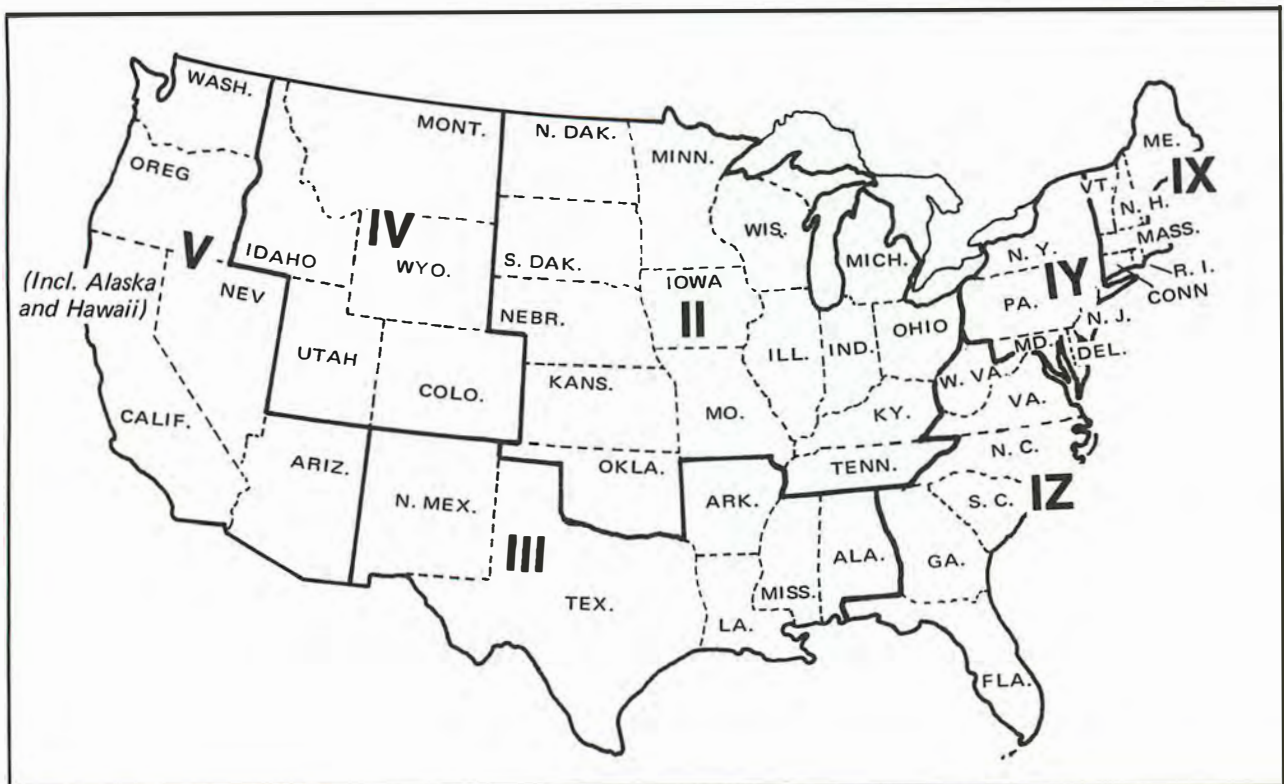 WASH.
MONT.
N. DAK.
MINN.
ME.
OREG
IX
VT.
N. H.
IV
WIS.
MASS.
V
IDAHO
WYO.
S. DAK.
MICH.
N. Y.
(Incl. Alaska
and Hawaii)
NEV
IOWA
IY
R. I.
CONN
NEBR.
II
PA.
N. J.
OHIO
UTAH
ILL.
IND.
MD.
DEL.
COLO.
KANS.
W. VA.
VA.
CALIF.
MO.
KY.
N. C.
ARIZ.
OKLA.
TENN.
N. MEX.
ARK.
S. C.
IZ
III
ALA.
GA.
TEX.
MISS.
LA.
FLA.